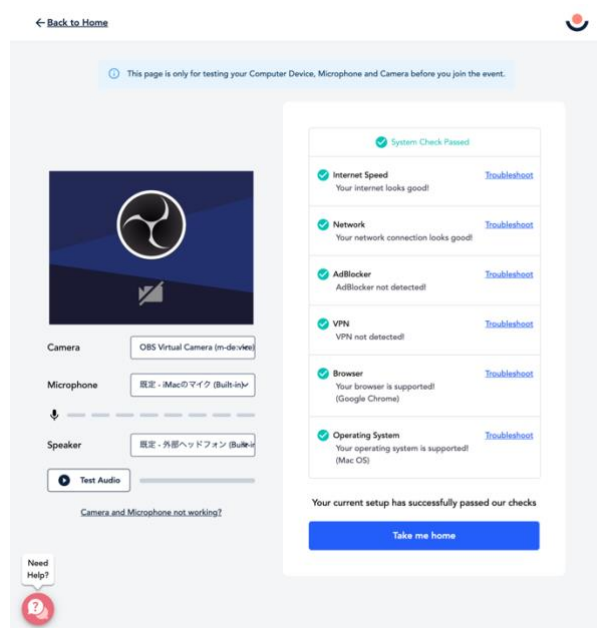 ← Back to Home
This page is only for testing your Computer Device, Microphone and Camera before you join the event.
Camera
OBS Virtual Camera (m-de:vice)
Microphone
既定 - iMacのマイク (Built-in)
Speaker
既定 - 外部ヘッドフォン (Built-in
Test Audio
Camera and Microphone not working?
System Check Passed
Internet Speed
Troubleshoot
Your internet looks good!
Network
Troubleshoot
Your network connection looks good!
AdBlocker
Troubleshoot
AdBlocker not detected!
VPN
Troubleshoot
VPN not detected!
Browser
Troubleshoot
Your browser is supported!
(Google Chrome)
Operating System
Troubleshoot
Your operating system is supported!
(Mac OS)
Your current setup has successfully passed our checks
Take me home
Need
Help?